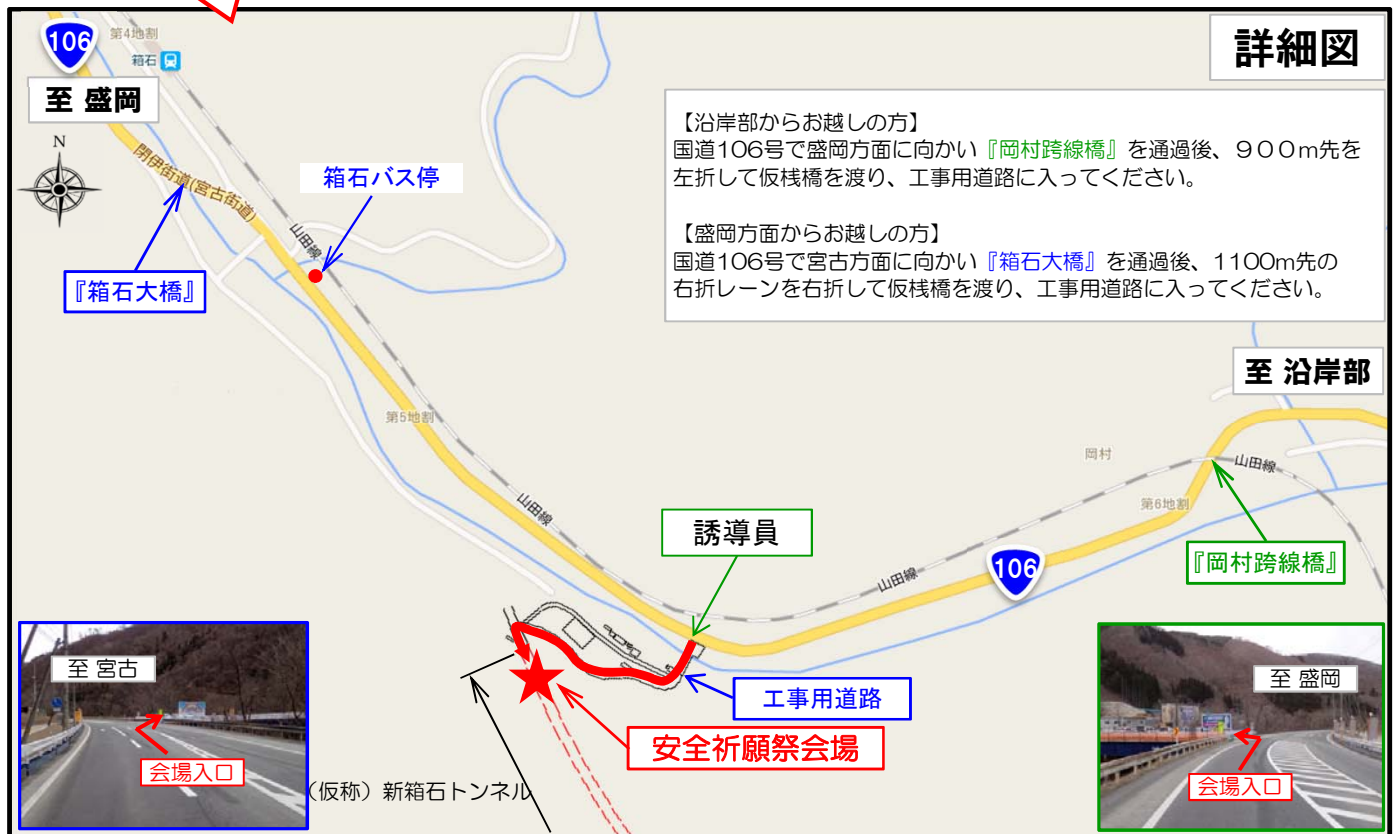 106
第4地割
箱石
至 盛岡
N
閉伊街道(宮古街道)
箱石バス停
山田線
『箱石大橋』
詳細図
【沿岸部からお越しの方】
国道106号で盛岡方面に向かい『岡村跨線橋』を通過後、９００ｍ先を
左折して仮桟橋を渡り、工事用道路に入ってください。
【盛岡方面からお越しの方】
国道106号で宮古方面に向かい『箱石大橋』を通過後、1100m先の
右折レーンを右折して仮桟橋を渡り、工事用道路に入ってください。
至 沿岸部
第5地割
岡村
山田線
第6地割
山田線
誘導員
山田線
106
『岡村跨線橋』
工事用道路
安全祈願祭会場
至 宮古
会場入口
（仮称）新箱石トンネル
至 盛岡
会場入口